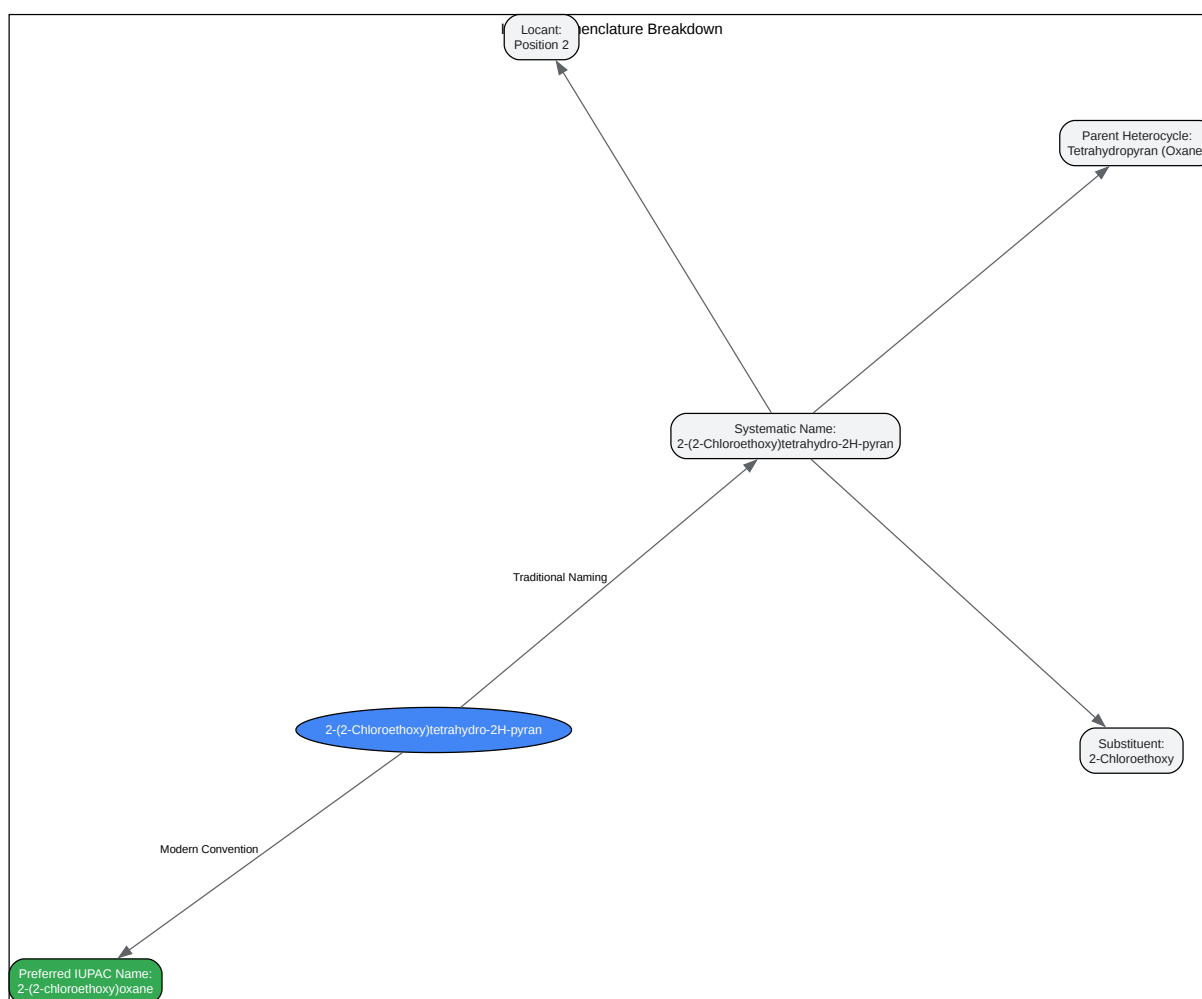 Locant:
Position 2
Nomenclature Breakdown
Parent Heterocycle:
Tetrahydropyran (Oxane
Systematic Name:
2-(2-Chloroethoxy)tetrahydro-2H-pyran
Traditional Naming
2-(2-Chloroethoxy)tetrahydro-2H-pyran
Substituent:
2-Chloroethoxy
Modern Convention
Preferred IUPAC Name:
2-(2-chloroethoxy)oxane